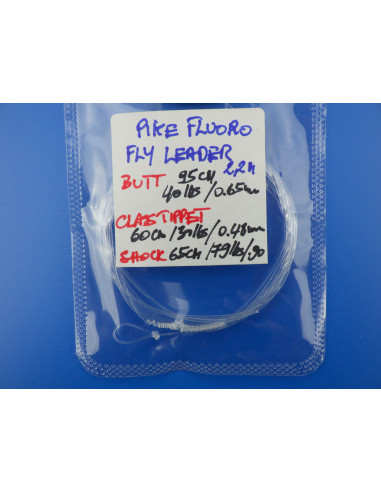 PIKE FLUORO
FLY LEADER
2,2M
BUTT 95CM
40lbs/0.65mm
CLASTIPPET
60cm/30lbs/0.48mm
SHOCK 65cm/79lbs/.90